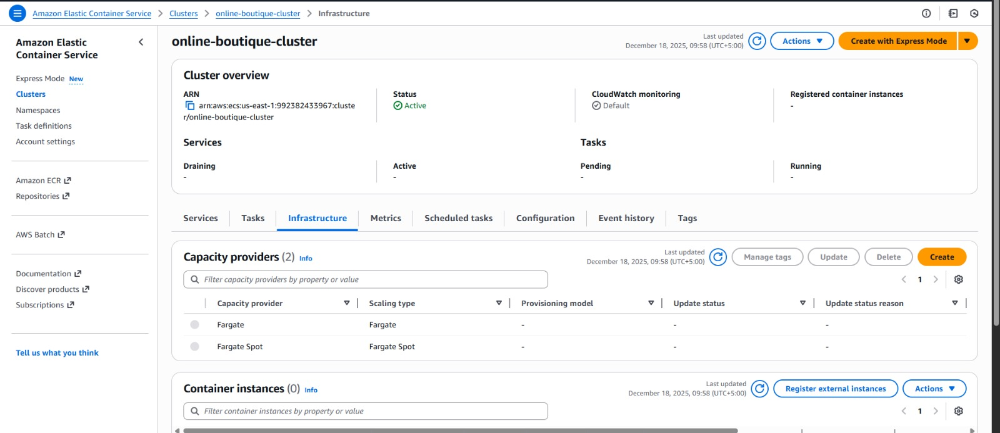 Amazon Elastic Container Service > Clusters > online-boutique-cluster > Infrastructure
Amazon Elastic
Container Service
Express Mode New
Clusters
Namespaces
Task definitions
Account settings
Amazon ECR
Repositories
AWS Batch
Documentation
Discover products
Subscriptions
Tell us what you think
online-boutique-cluster
Last updated
December 18, 2025, 09:58 (UTC+5:00)
Actions
Create with Express Mode
Cluster overview
ARN
arn:aws:ecs:us-east-1:992382433967:cluste
r/online-boutique-cluster
Status
Active
CloudWatch monitoring
Default
Registered container instances
-
Services
Tasks
Draining
-
Active
-
Pending
-
Running
-
Services Tasks Infrastructure Metrics Scheduled tasks Configuration Event history Tags
Capacity providers (2) Info
Last updated
December 18, 2025, 09:58 (UTC+5:00)
Manage tags Update Delete Create
Filter capacity providers by property or value
1
Capacity provider Scaling type Provisioning model Update status Update status reason
Fargate Fargate - - -
Fargate Spot Fargate Spot - - -
Container instances (0) Info
Last updated
December 18, 2025, 09:58 (UTC+5:00)
Register external instances Actions
Filter container instances by property or value
1